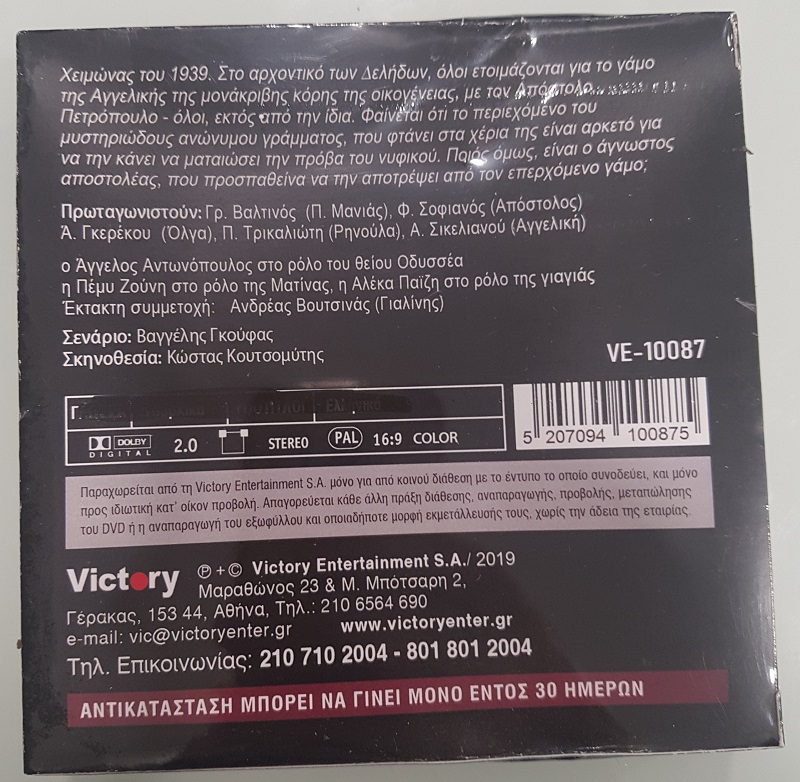 Χειμώνας του 1939. Στο αρχοντικό των Δελήδων, όλοι ετοιμάζονται για το γάμο
της Αγγελικής της μονάκριβης κόρης της οικογένειας, με τον Απόστολο
Πετρόπουλο - όλοι, εκτός από την ίδια. Φαίνεται ότι το περιεχόμενο του
μυστηριώδους ανώνυμου γράμματος, που φτάνει στα χέρια της είναι αρκετό για
να την κάνει να ματαιώσει την πρόβα του νυφικού. Ποιός όμως, είναι ο άγνωστος
αποστολέας, που προσπαθείνα να την αποτρέψει από τον επερχόμενο γάμο;
Πρωταγωνιστούν: Γρ. Βαλτινός (Π. Μανιάς), Φ. Σοφιανός (Απόστολος)
Ά. Γκερέκου (Όλγα), Π. Τρικαλιώτη (Ρηνούλα), Α. Σικελιανού (Αγγελική)
ο Άγγελος Αντωνόπουλος στο ρόλο του θείου Οδυσσέα
η Πέμυ Ζούνη στο ρόλο της Ματίνας, η Αλέκα Παΐζη στο ρόλο της γιαγιάς
Έκτακτη συμμετοχή: Ανδρέας Βουτσινάς (Γιαλίνης)
Σενάριο: Βαγγέλης Γκούφας
Σκηνοθεσία: Κώστας Κουτσομύτης
VE-10087
DOLBY DIGITAL 2.0 STEREO PAL 16:9 COLOR
5 207094 100875
Παραχωρείται από τη Victory Entertainment S.A. μόνο για από κοινού διάθεση με το έντυπο το οποίο συνοδεύει, και μόνο
προς ιδιωτική κατ' οίκον προβολή. Απαγορεύεται κάθε άλλη πράξη διάθεσης, αναπαραγωγής, προβολής, μεταπώλησης
του DVD ή η αναπαραγωγή του εξωφύλλου και οποιαδήποτε μορφή εκμετάλλευσής τους, χωρίς την άδεια της εταιρίας.
Victory ℗ + © Victory Entertainment S.A./ 2019
Μαραθώνος 23 & Μ. Μπότσαρη 2,
Γέρακας, 153 44, Αθήνα, Τηλ.: 210 6564 690
e-mail: vic@victoryenter.gr www.victoryenter.gr
Τηλ. Επικοινωνίας: 210 710 2004 - 801 801 2004
ΑΝΤΙΚΑΤΑΣΤΑΣΗ ΜΠΟΡΕΙ ΝΑ ΓΙΝΕΙ ΜΟΝΟ ΕΝΤΟΣ 30 ΗΜΕΡΩΝ